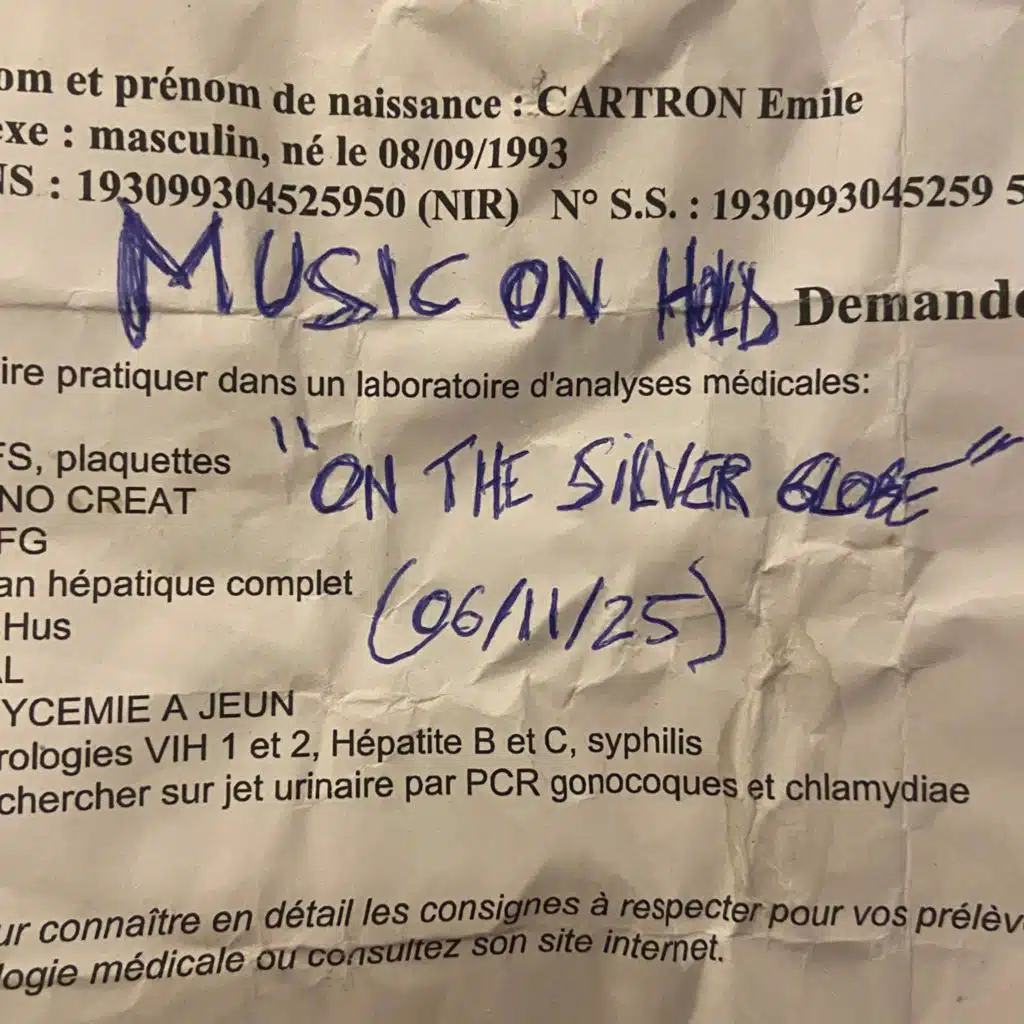 om et prénom de naissance : CARTRON Emile
exe : masculin, né le 08/09/1993
NS : 193099304525950 (NIR) N° S.S. : 1930993045259 5
MUSIC ON HOLD Demande
ire pratiquer dans un laboratoire d'analyses médicales:
FS, plaquettes
"ON THE SILVER GLOBE"
NO CREAT
FG
an hépatique complet
(06/11/25)
Hus
AL
YCEMIE A JEUN
rologies VIH 1 et 2, Hépatite B et C, syphilis
chercher sur jet urinaire par PCR gonocoques et chlamydiae
ur connaître en détail les consignes à respecter pour vos prélèv
logie médicale ou consultez son site internet.